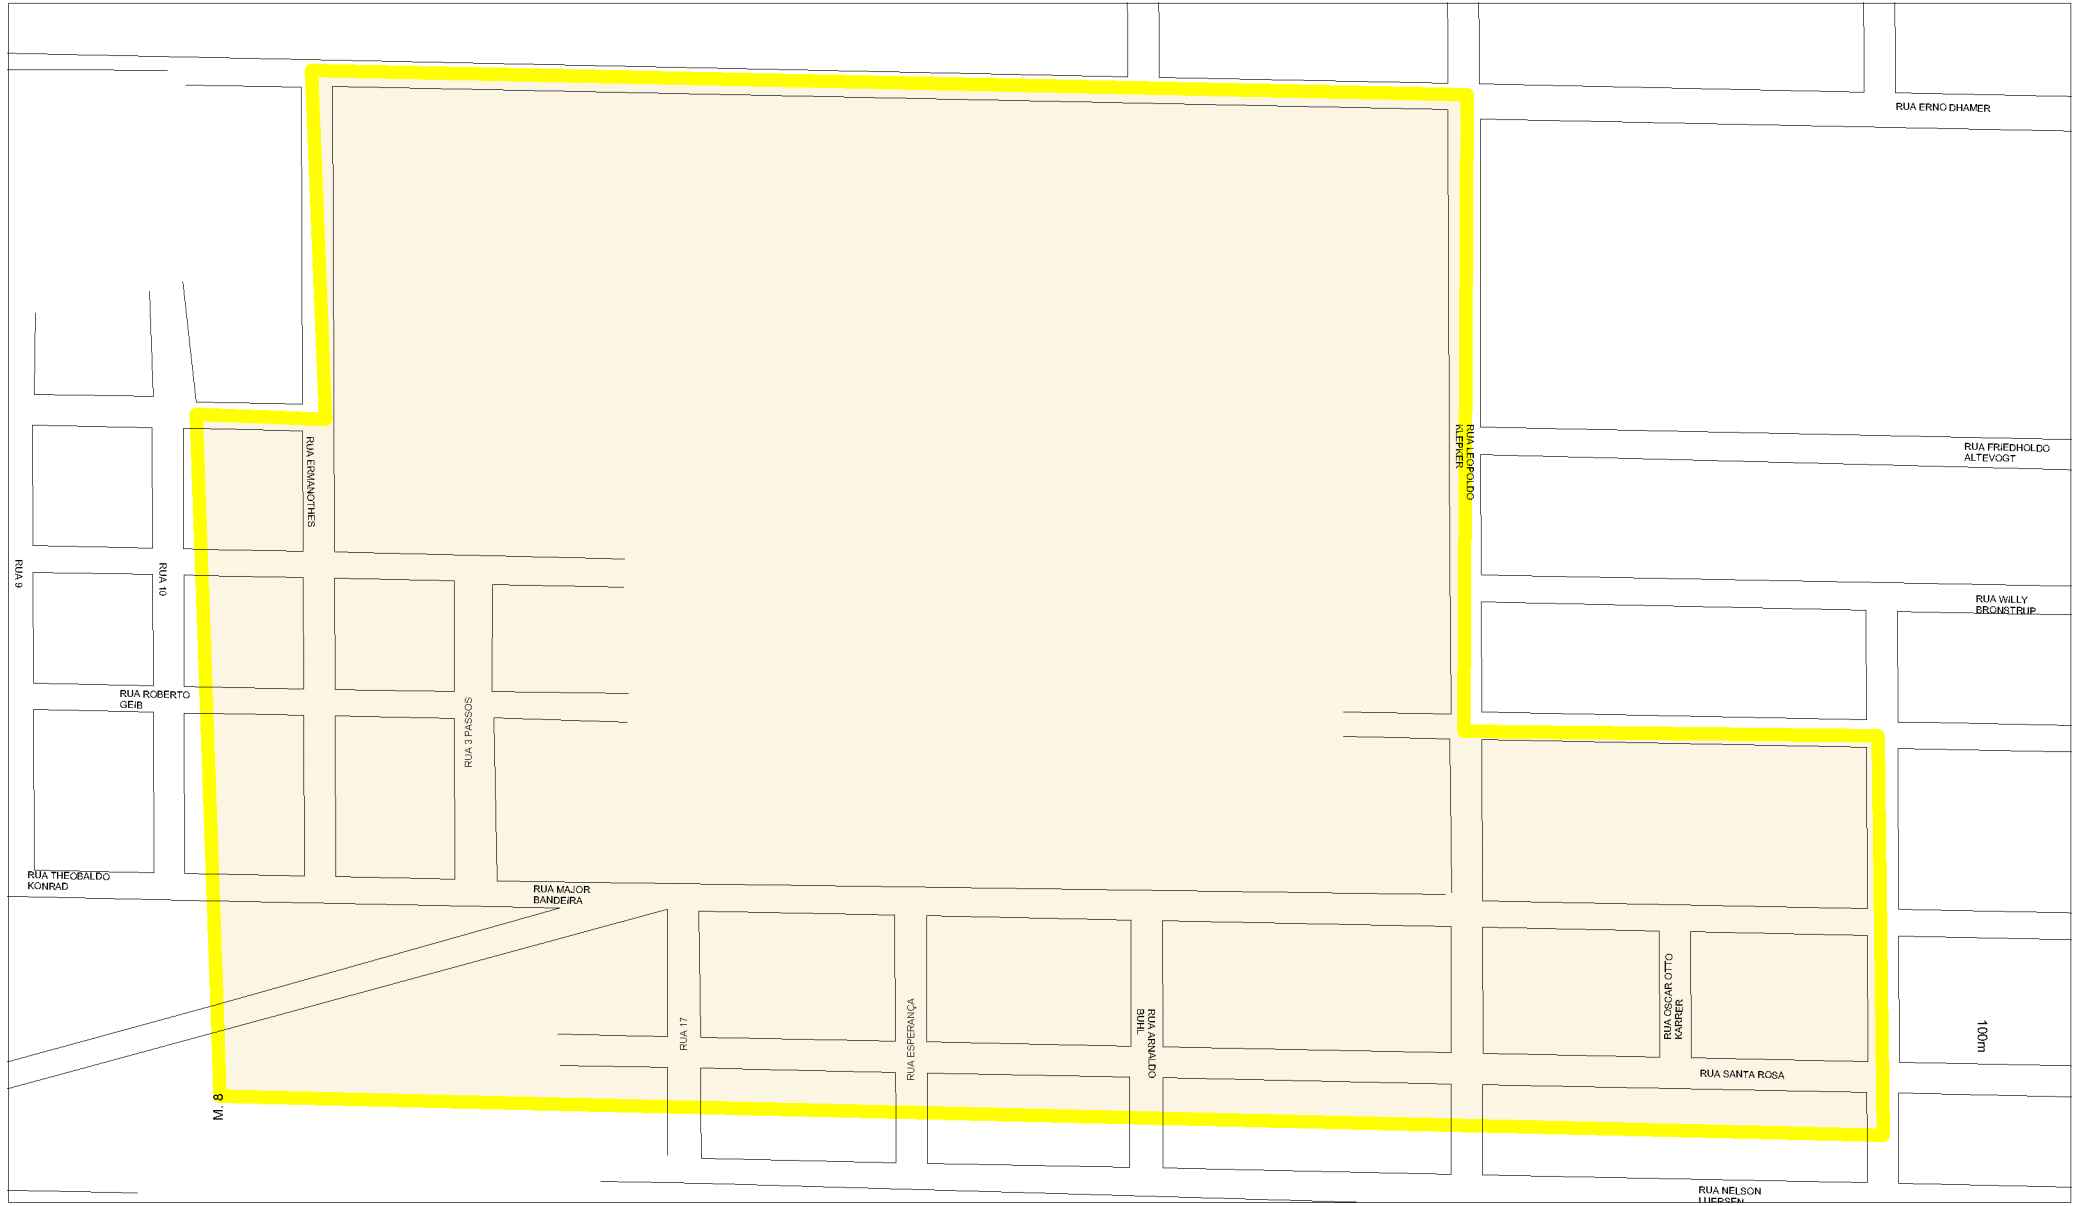 RUA ERNO DHAMER
RUA ERMANOTHES
RUA LEOPOLDO
KLEPKER
RUA FRIEDHOLDO
ALTEVOGT
RUA 9
RUA 10
RUA WILLY
BRONSTRUP
RUA ROBERTO
GEIB
RUA 3 PASSOS
RUA THEOBALDO
KONRAD
RUA MAJOR
BANDEIRA
RUA 17
RUA ESPERANÇA
RUA ARNALDO
BUHL
RUA OSCAR OTTO
KARRER
100m
RUA SANTA ROSA
M. 8
RUA NELSON
LUERSEN